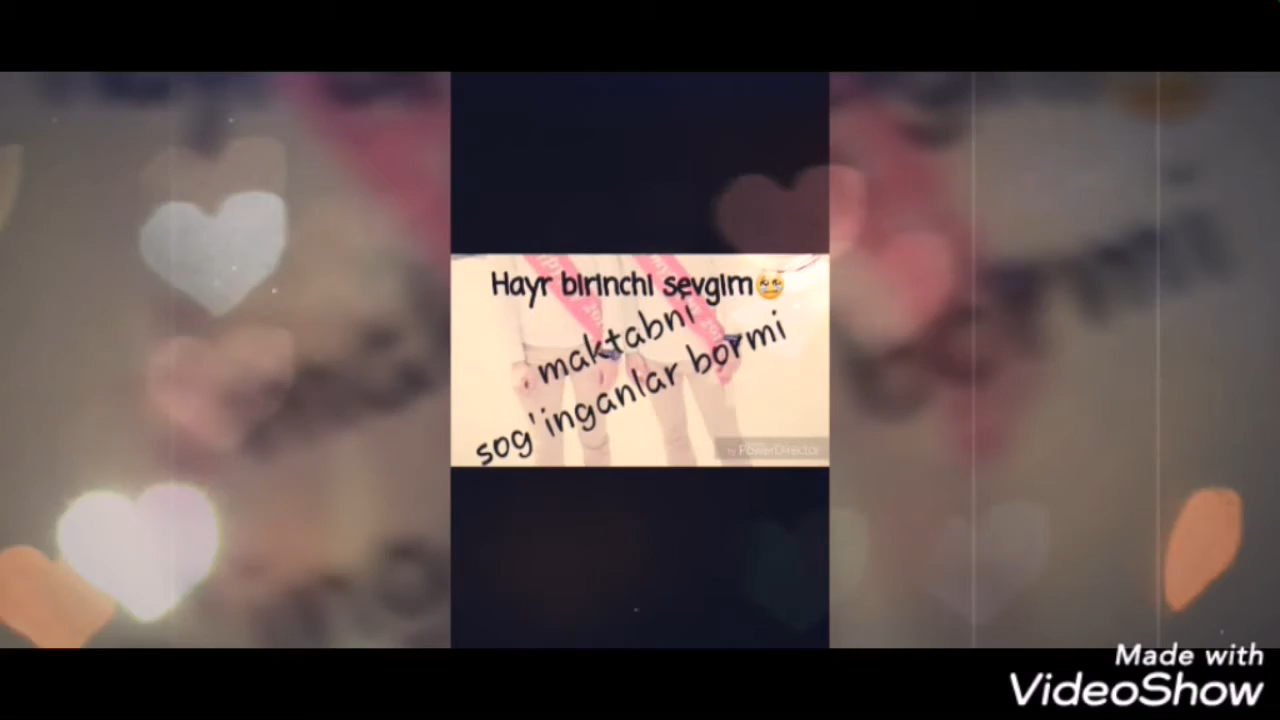 Hayr birinchi sevgim🥹
maktabni
sog'inganlar bormi
by PowerDirector
Made with
VideoShow